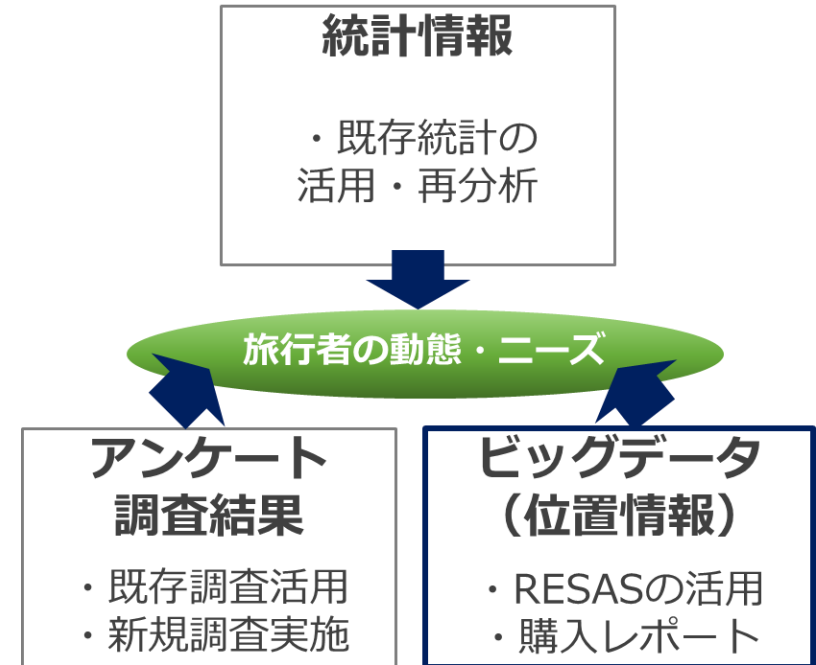 統計情報
・既存統計の
活用・再分析
旅行者の動態・ニーズ
アンケート
調査結果
・既存調査活用
・新規調査実施
ビッグデータ
（位置情報）
・RESASの活用
・購入レポート